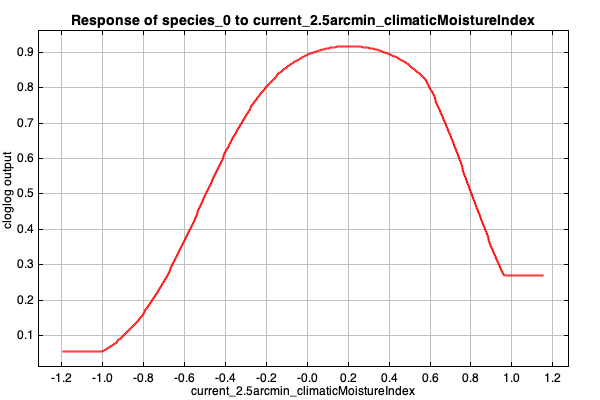 Response of species_0 to current_2.5arcmin_climaticMoistureIndex
cloglog output
0.9
0.8
0.7
0.6
0.5
0.4
0.3
0.2
0.1
-1.2 -1.0 -0.8 -0.6 -0.4 -0.2 -0.0 0.2 0.4 0.6 0.8 1.0 1.2
current_2.5arcmin_climaticMoistureIndex